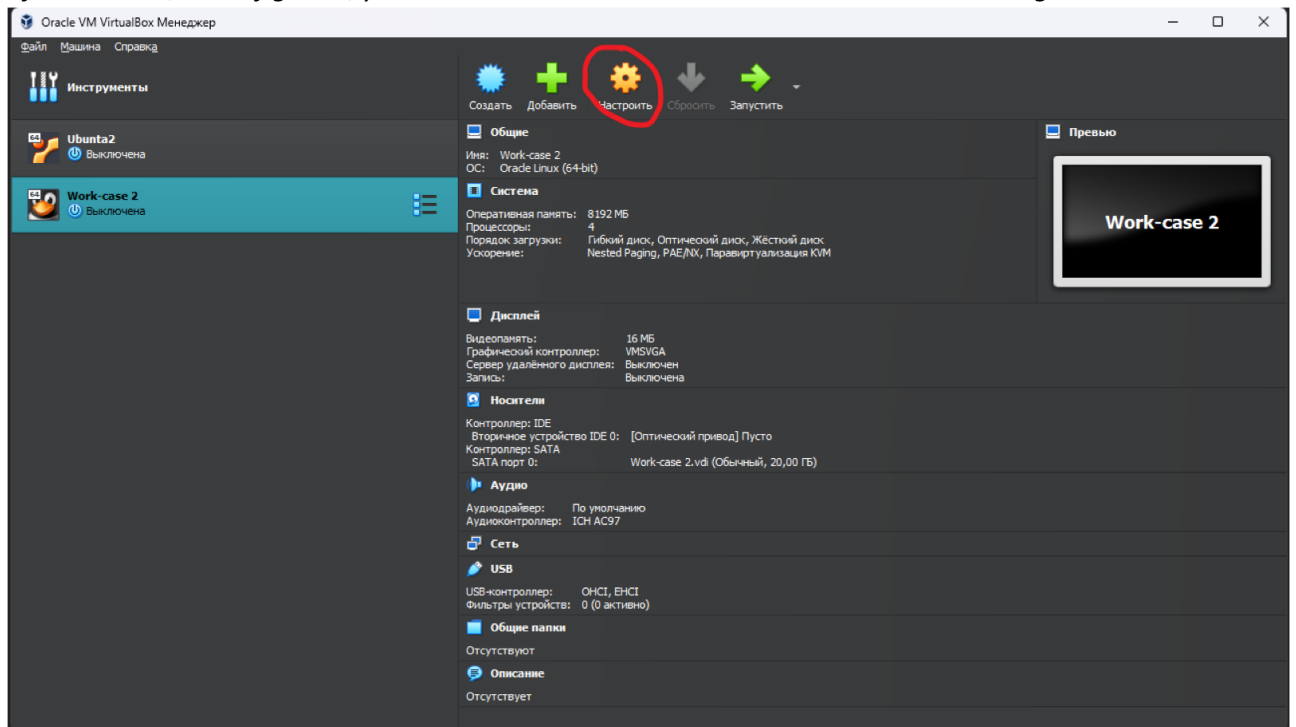 Oracle VM VirtualBox Менеджер
Файл Машина Справка
Инструменты
Создать Добавить Настроить Сбросить Запустить
64
Ubunta2
Выключена
64
Work-case 2
Выключена
Общие
Имя: Work-case 2
ОС: Oracle Linux (64-bit)
Превью
Work-case 2
Система
Оперативная память: 8192 МБ
Процессоры: 4
Порядок загрузки: Гибкий диск, Оптический диск, Жёсткий диск
Ускорение: Nested Paging, PAE/NX, Паравиртуализация KVM
Дисплей
Видеопамять: 16 МБ
Графический контроллер: VMSVGA
Сервер удалённого дисплея: Выключен
Запись: Выключена
Носители
Контроллер: IDE
Вторичное устройство IDE 0: [Оптический привод] Пусто
Контроллер: SATA
SATA порт 0: Work-case 2.vdi (Обычный, 20,00 ГБ)
Аудио
Аудиодрайвер: По умолчанию
Аудиоконтроллер: ICH AC97
Сеть
USB
USB-контроллер: OHCI, EHCI
Фильтры устройств: 0 (0 активно)
Общие папки
Отсутствуют
Описание
Отсутствует